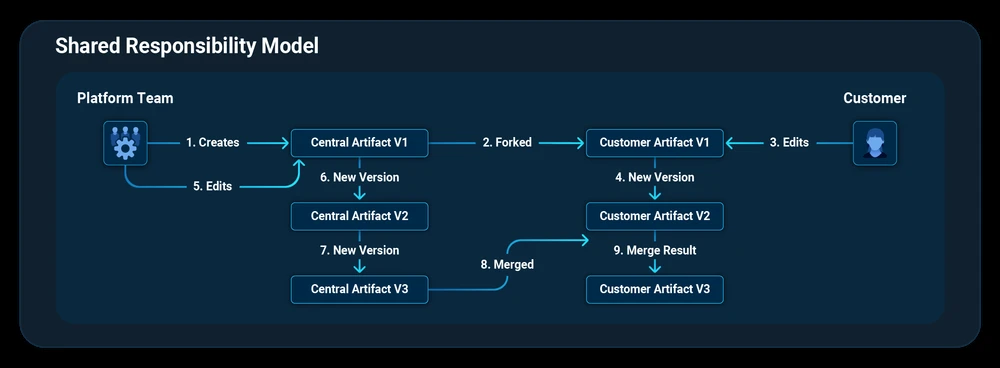 Shared Responsibility Model
Platform Team
Customer
1. Creates
Central Artifact V1
2. Forked
Customer Artifact V1
3. Edits
5. Edits
6. New Version
4. New Version
Central Artifact V2
Customer Artifact V2
7. New Version
8. Merged
9. Merge Result
Central Artifact V3
Customer Artifact V3